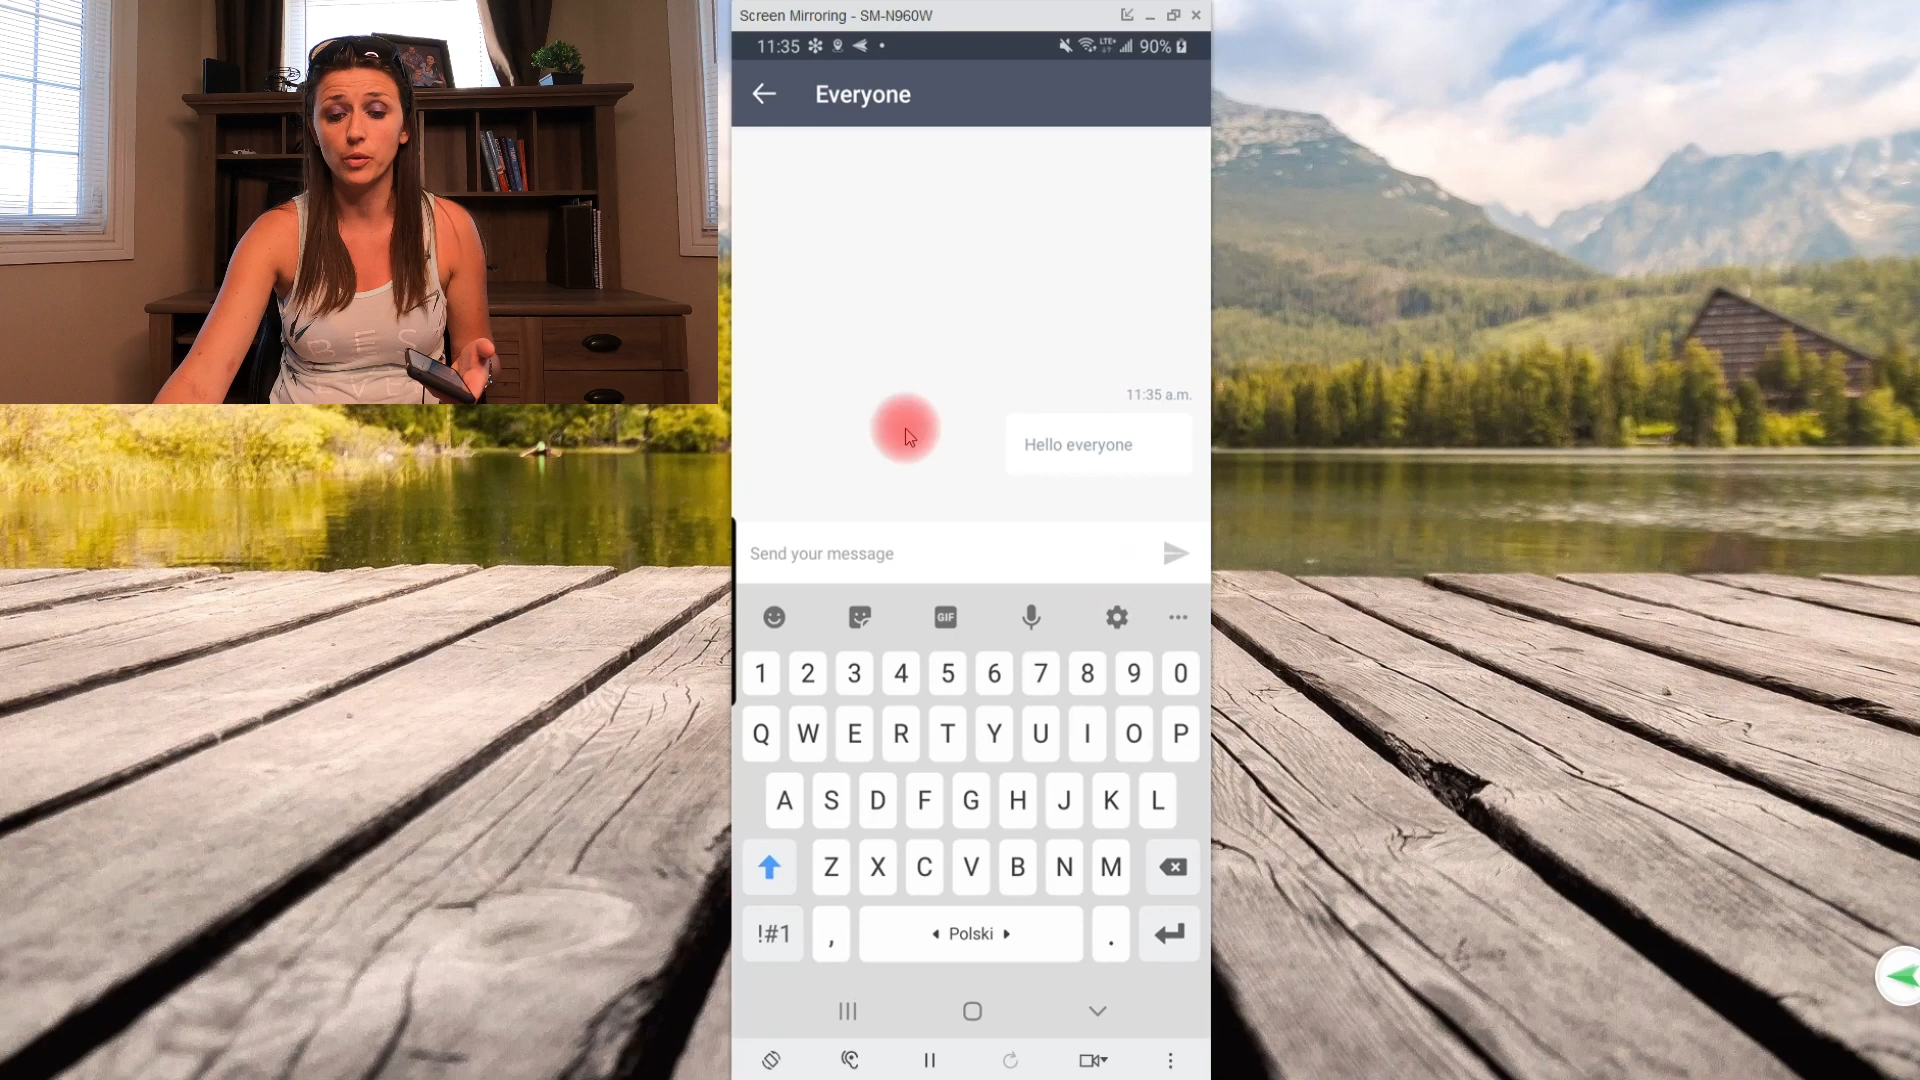 Screen Mirroring - SM-N960W
11:35
LTE+
90%
Everyone
11:35 a.m.
Hello everyone
Send your message
GIF
1 2 3 4 5 6 7 8 9 0
Q W E R T Y U I O P
A S D F G H J K L
Z X C V B N M
!#1 , Polski .